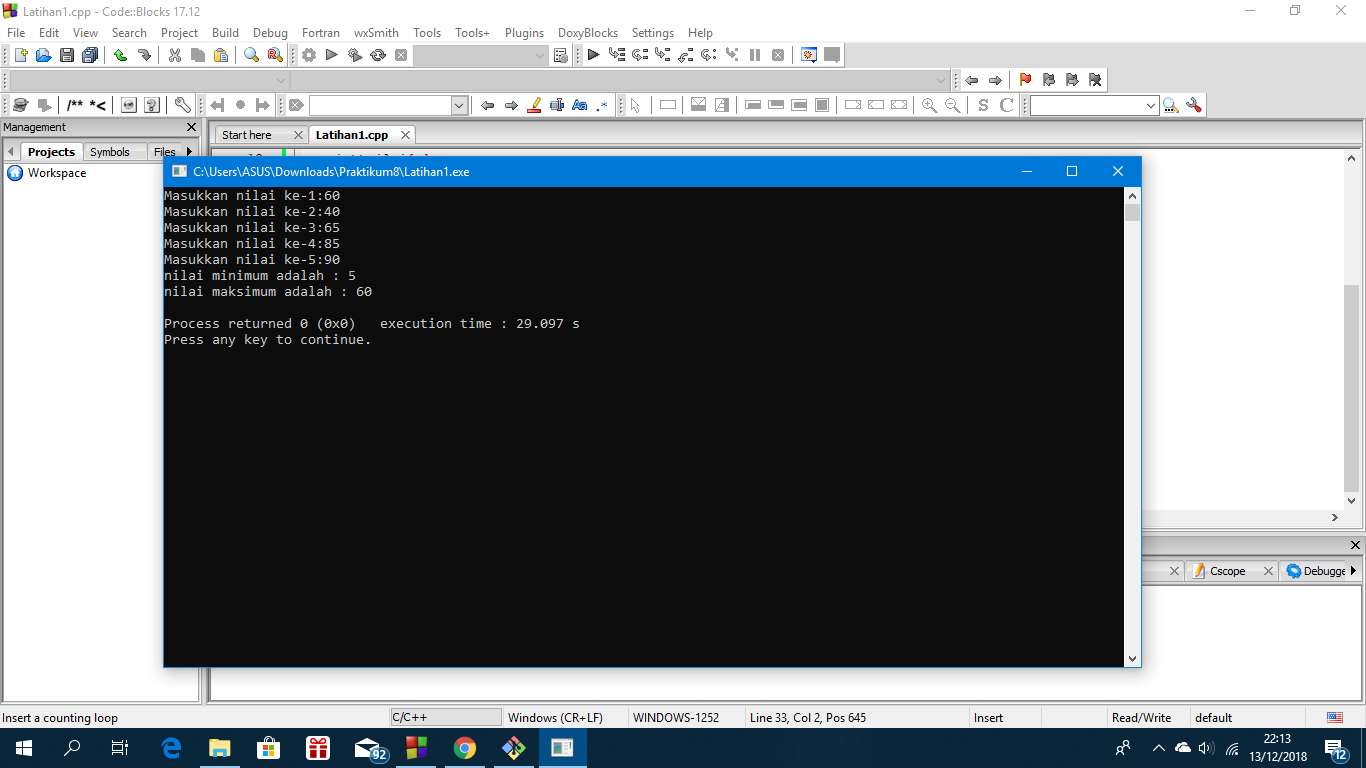 Latihan1.cpp - Code::Blocks 17.12
File Edit View Search Project Build Debug Fortran wxSmith Tools Tools+ Plugins DoxyBlocks Settings Help
/** *<
Aa .*
S C
Management
Projects Symbols Files
Workspace
Start here Latihan1.cpp
C:\Users\ASUS\Downloads\Praktikum8\Latihan1.exe
Masukkan nilai ke-1:60
Masukkan nilai ke-2:40
Masukkan nilai ke-3:65
Masukkan nilai ke-4:85
Masukkan nilai ke-5:90
nilai minimum adalah : 5
nilai maksimum adalah : 60
Process returned 0 (0x0) execution time : 29.097 s
Press any key to continue.
Cscope Debugge
Insert a counting loop C/C++ Windows (CR+LF) WINDOWS-1252 Line 33, Col 2, Pos 645 Insert Read/Write default
92
22:13
13/12/2018
12